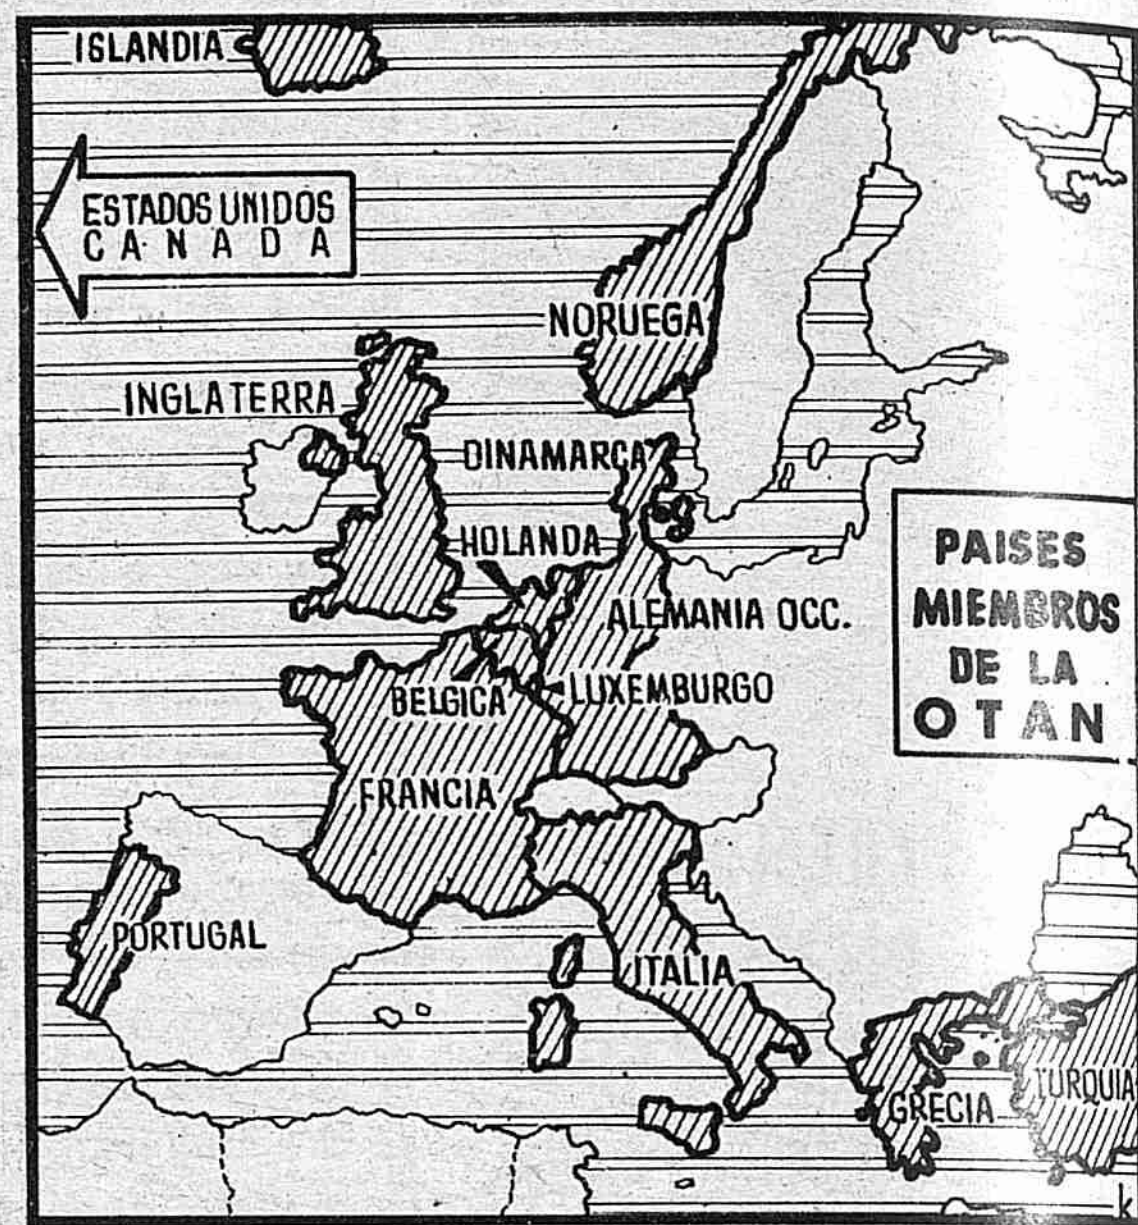 ISLANDIA
ESTADOS UNIDOS
CANADA
NORUEGA
INGLATERRA
DINAMARCA
HOLANDA
ALEMANIA OCC.
BELGICA
LUXEMBURGO
FRANCIA
PAISES
MIEMBROS
DE LA
OTAN
PORTUGAL
ITALIA
GRECIA
TURQUIA
k